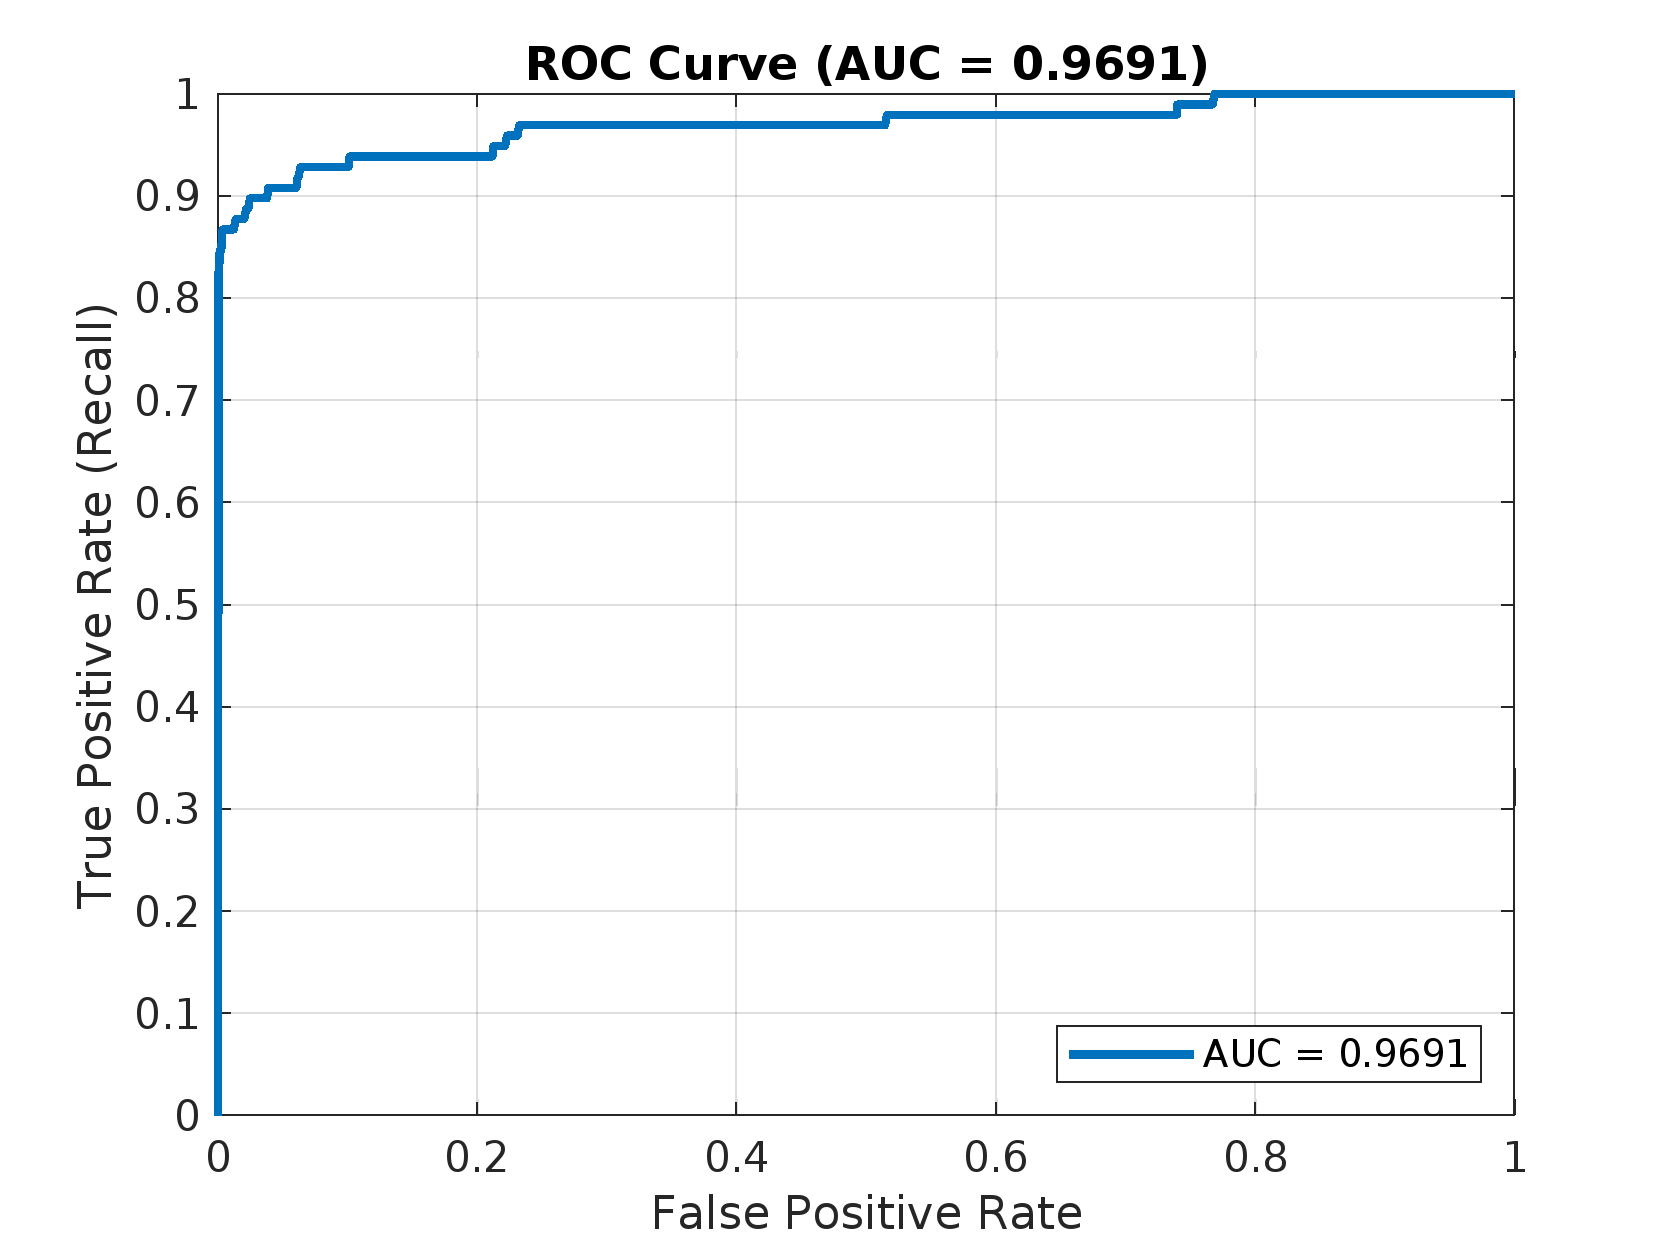 ROC Curve (AUC = 0.9691)
True Positive Rate (Recall)
1
0.9
0.8
0.7
0.6
0.5
0.4
0.3
0.2
0.1
0
AUC = 0.9691
0 0.2 0.4 0.6 0.8 1
False Positive Rate